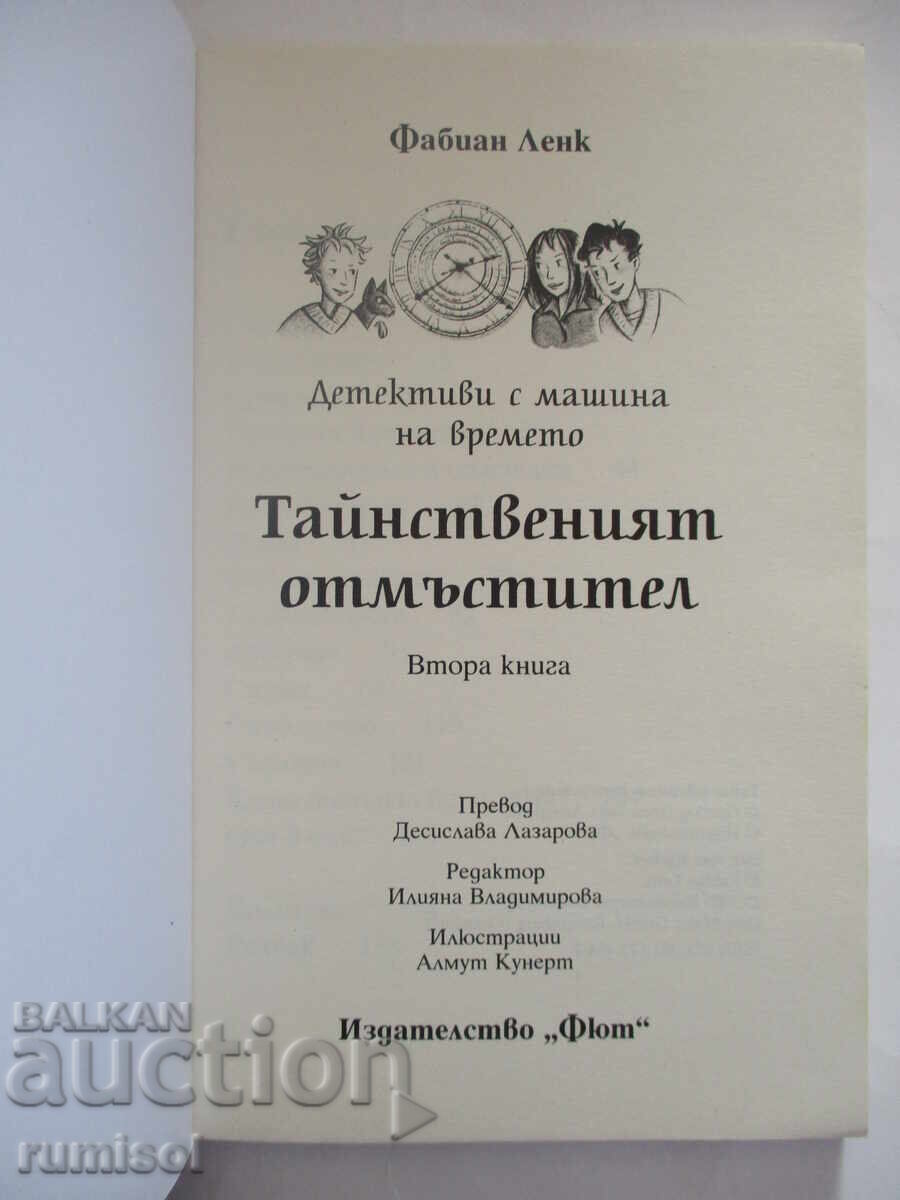 Фабиан Ленк
Детективи с машина
на времето
Тайнственият
отмъстител
Втора книга
Превод
Десислава Лазарова
Редактор
Илияна Владимирова
Илюстрации
Алмут Кунерт
Издателство „Фют“
BALKAN
auction
rumisol